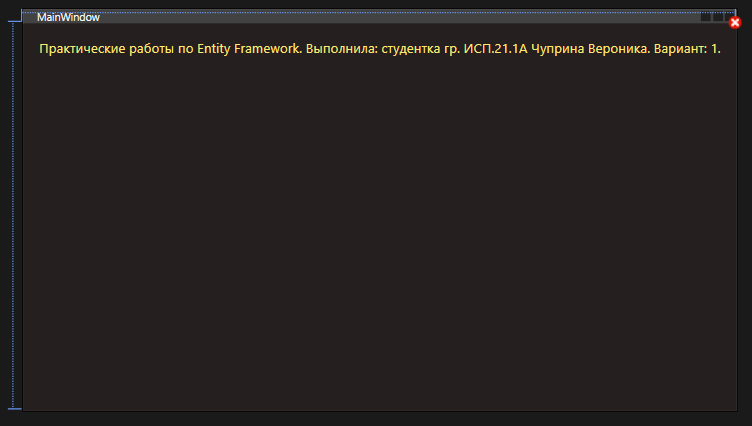 MainWindow
Практические работы по Entity Framework. Выполнила: студентка гр. ИСП.21.1А Чуприна Вероника. Вариант: 1.